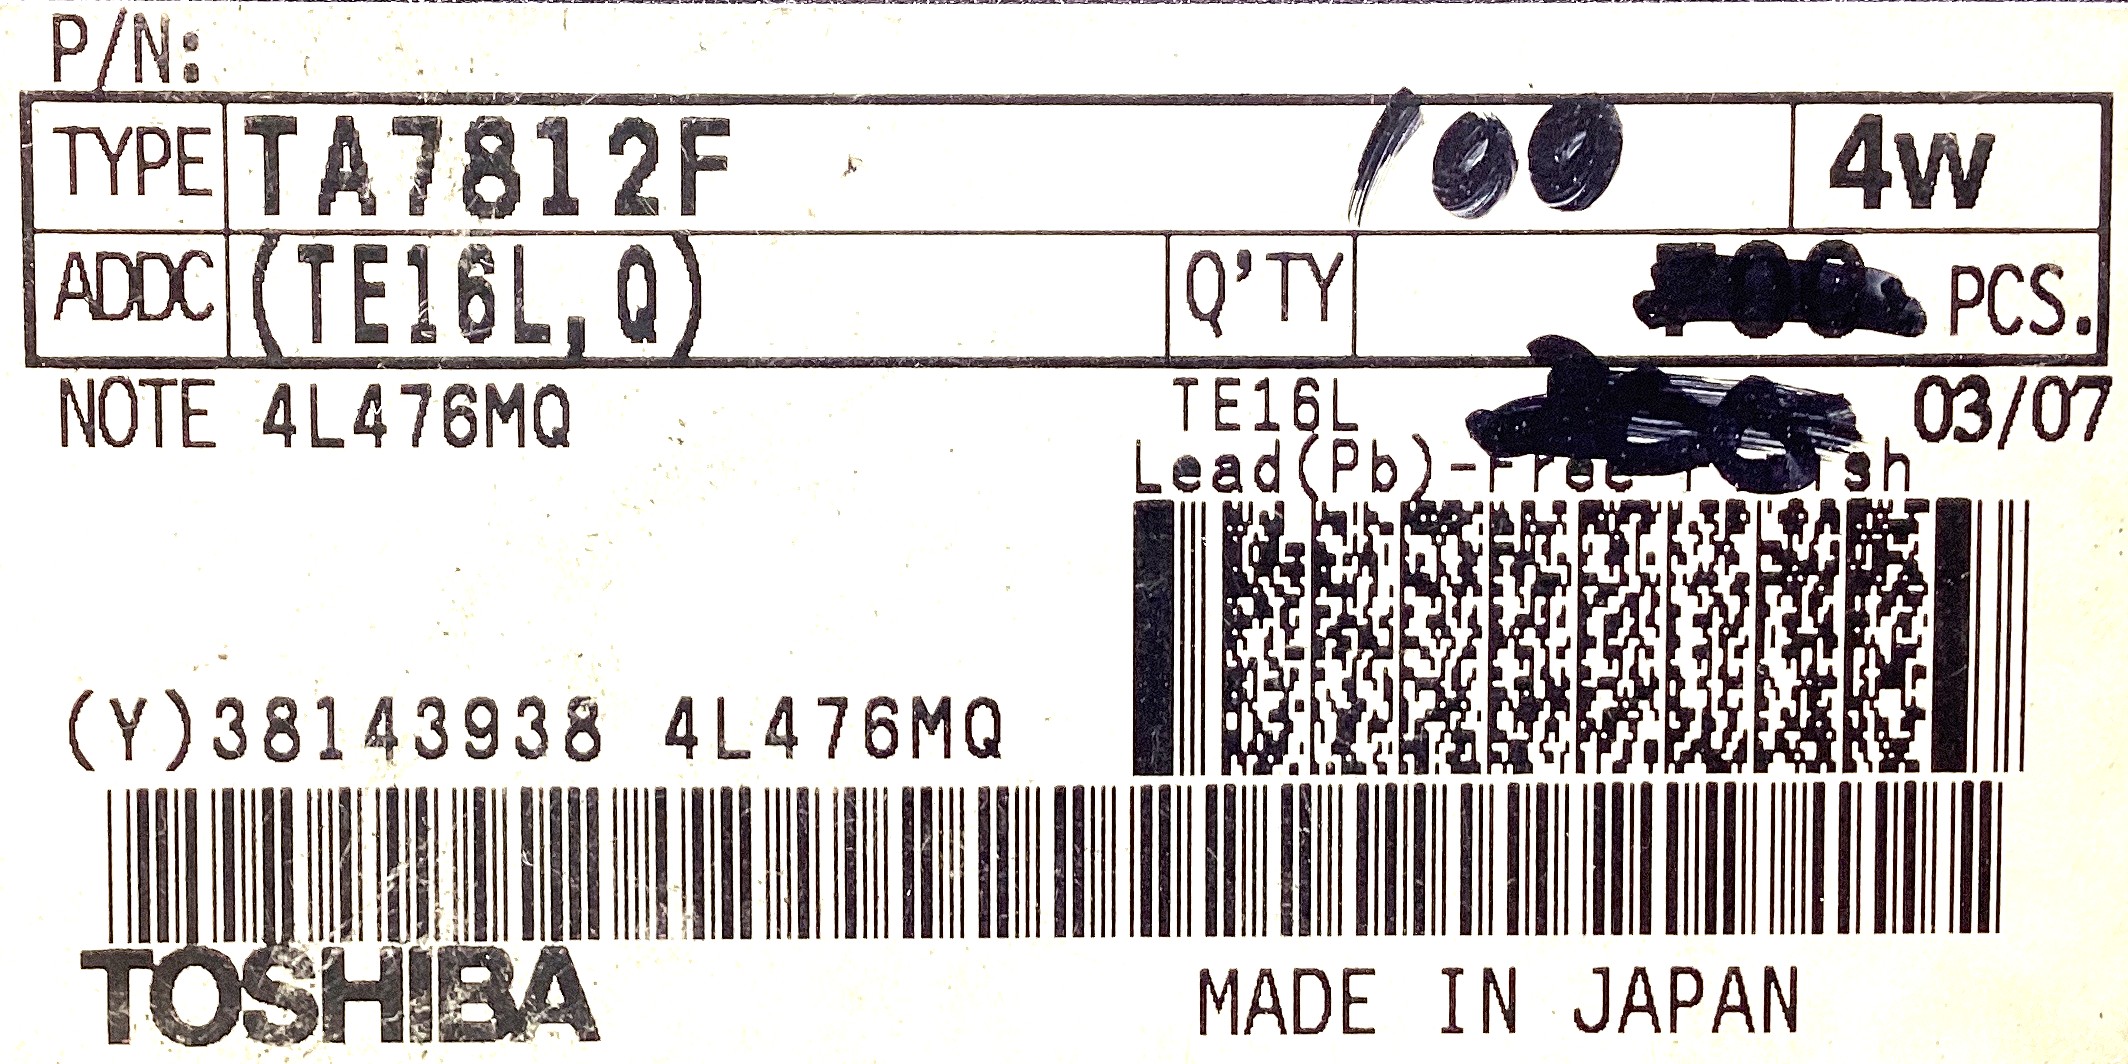 P/N:
TYPE TA7812F 100 4W
ADDC (TE16L,Q) Q'TY PCS.
NOTE 4L476MQ TE16L 03/07
Lead(Pb)-Free
(Y)38143938 4L476MQ
TOSHIBA
MADE IN JAPAN